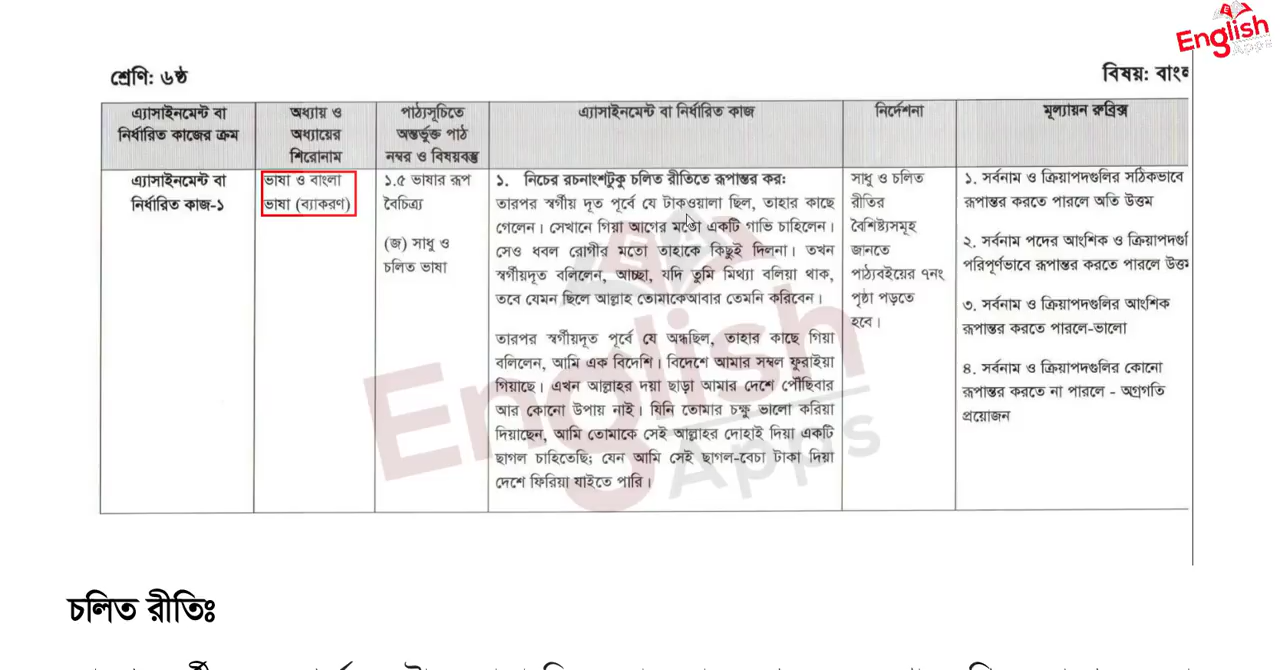 English
Apps
শ্রেণি: ৬ষ্ঠ
বিষয়: বাংল
এ্যাসাইনমেন্ট বা
নির্ধারিত কাজের ক্রম
অধ্যায় ও
অধ্যায়ের
শিরোনাম
পাঠ্যসূচিতে
অন্তর্ভুক্ত পাঠ
নম্বর ও বিষয়বস্তু
এ্যাসাইনমেন্ট বা নির্ধারিত কাজ
নির্দেশনা
মূল্যায়ন রুব্রিক্স
এ্যাসাইনমেন্ট বা
নির্ধারিত কাজ-১
ভাষা ও বাংলা
ভাষা (ব্যাকরণ)
১.৫ ভাষার রূপ
বৈচিত্র্য
(জ) সাধু ও
চলিত ভাষা
১. নিচের রচনাংশটুকু চলিত রীতিতে রূপান্তর কর:
তারপর স্বর্গীয় দূত পূর্বে যে টাকওয়ালা ছিল, তাহার কাছে
গেলেন। সেখানে গিয়া আগের মতো একটি গাভি চাহিলেন।
সেও ধবল রোগীর মতো তাহাকে কিছুই দিলনা। তখন
স্বর্গীয়দূত বলিলেন, আচ্ছা, যদি তুমি মিথ্যা বলিয়া থাক,
তবে যেমন ছিলে আল্লাহ তোমাকেআবার তেমনি করিবেন।
তারপর স্বর্গীয়দূত পূর্বে যে অন্ধছিল, তাহার কাছে গিয়া
বলিলেন, আমি এক বিদেশি। বিদেশে আমার সম্বল ফুরাইয়া
গিয়াছে। এখন আল্লাহর দয়া ছাড়া আমার দেশে পৌঁছিবার
আর কোনো উপায় নাই। যিনি তোমার চক্ষু ভালো করিয়া
দিয়াছেন, আমি তোমাকে সেই আল্লাহর দোহাই দিয়া একটি
ছাগল চাহিতেছি; যেন আমি সেই ছাগল-বেচা টাকা দিয়া
দেশে ফিরিয়া যাইতে পারি।
সাধু ও চলিত
রীতির
বৈশিষ্ট্যসমূহ
জানতে
পাঠ্যবইয়ের ৭নং
পৃষ্ঠা পড়তে
হবে।
১. সর্বনাম ও ক্রিয়াপদগুলির সঠিকভাবে
রূপান্তর করতে পারলে অতি উত্তম
২. সর্বনাম পদের আংশিক ও ক্রিয়াপদগুলি
পরিপূর্ণভাবে রূপান্তর করতে পারলে উত্তম
৩. সর্বনাম ও ক্রিয়াপদগুলির আংশিক
রূপান্তর করতে পারলে-ভালো
৪. সর্বনাম ও ক্রিয়াপদগুলির কোনো
রূপান্তর করতে না পারলে - অগ্রগতি
প্রয়োজন
English
Apps
চলিত রীতিঃ